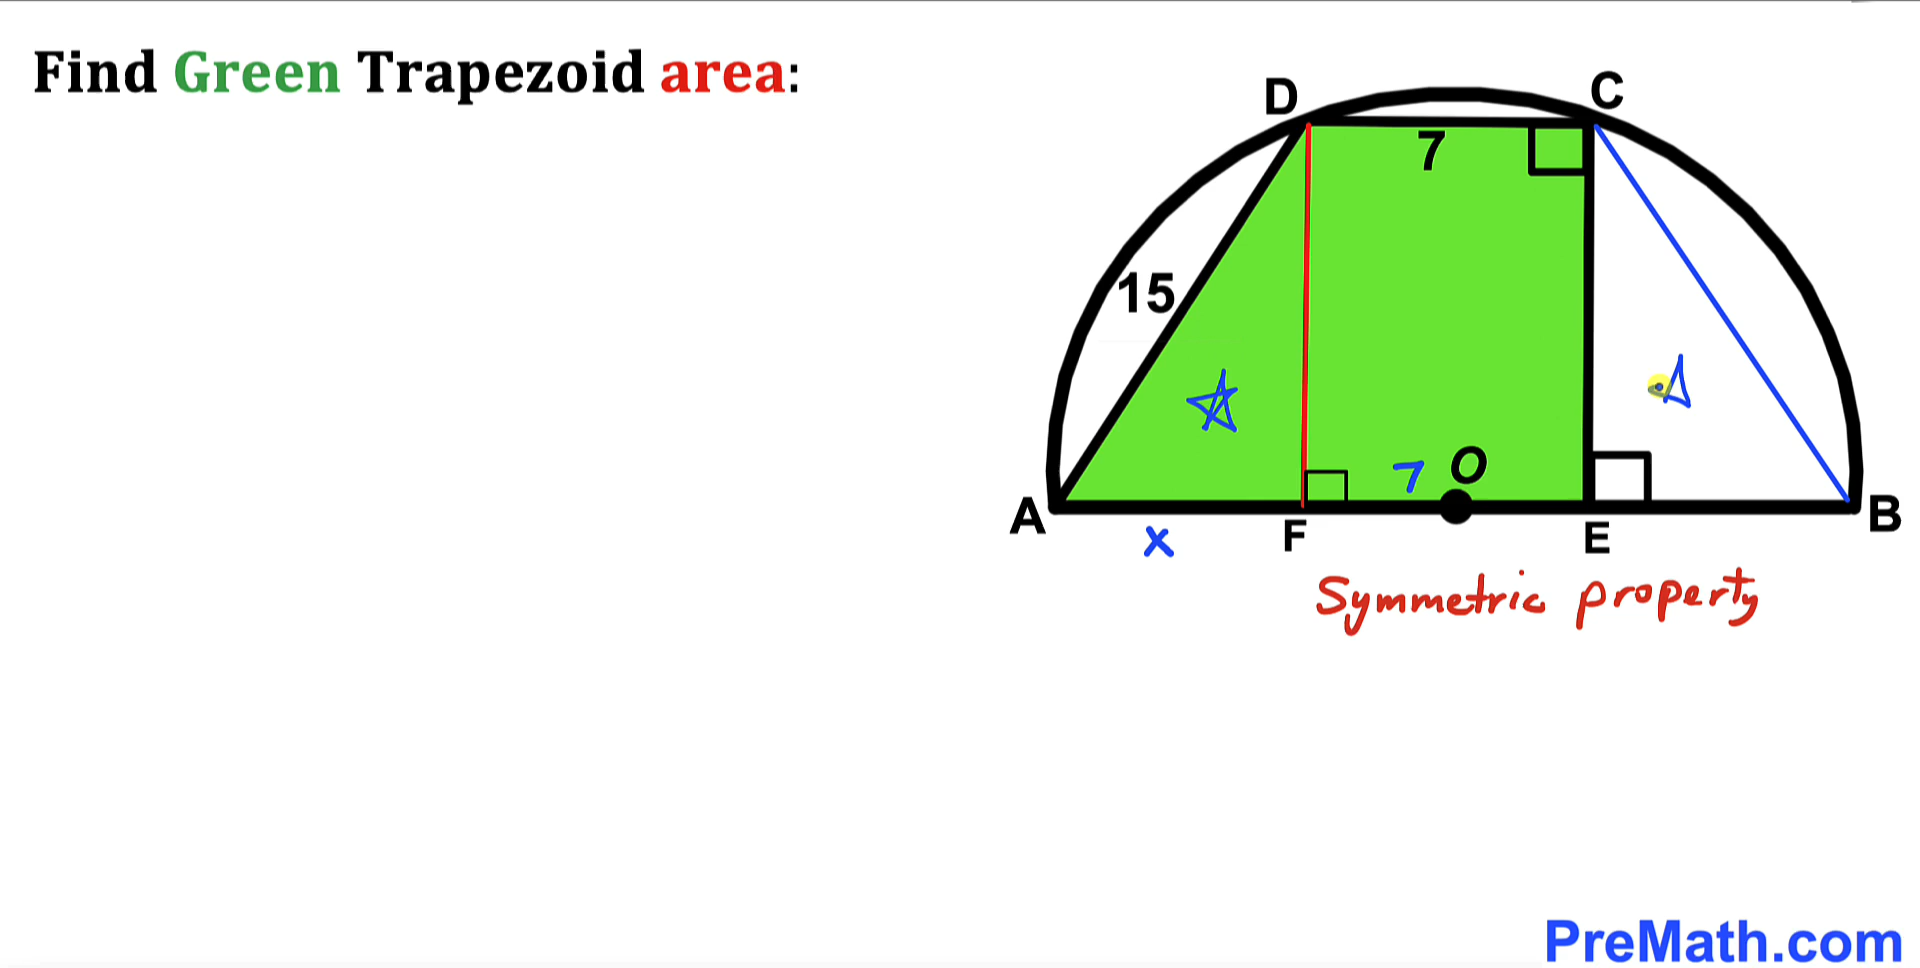 Find Green Trapezoid area:
D
C
7
15
7
O
A
B
x
F
E
Symmetric property
PreMath.com